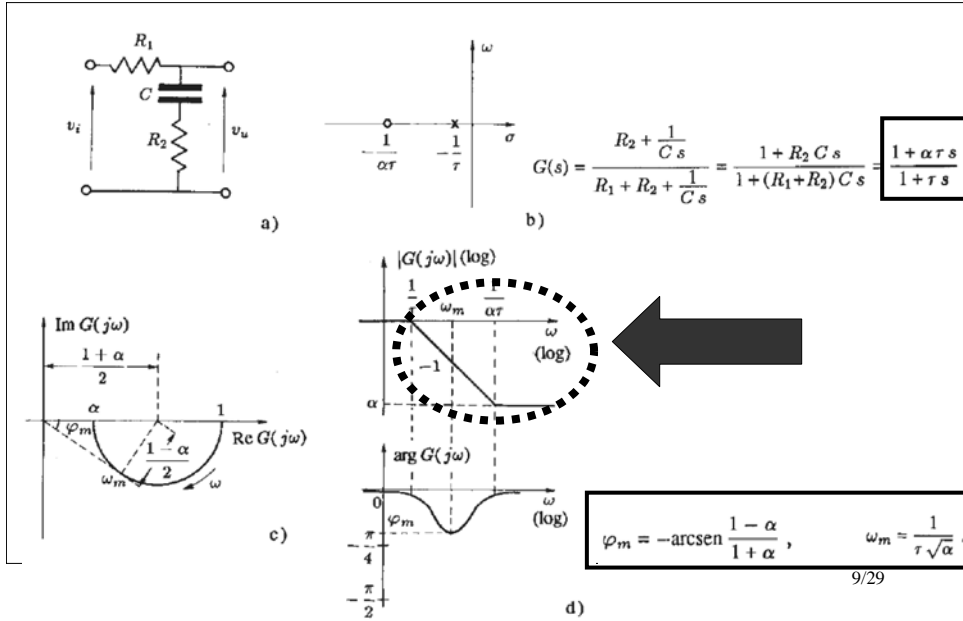 R₁
C
R₂
vᵢ
vᵤ
a)
ω
σ
-1/ατ
-1/τ
b)
G(s) = (R₂ + 1/(C s)) / (R₁ + R₂ + 1/(C s)) = (1 + R₂ C s) / (1 + (R₁+R₂) C s) = (1 + α τ s) / (1 + τ s)
Im G(jω)
(1 + α)/2
α
1
φₘ
Re G(jω)
(1 - α)/2
ωₘ
ω
c)
|G(jω)| (log)
1/τ
ωₘ
1/ατ
ω
(log)
-1
α
arg G(jω)
0
ω
(log)
φₘ
-π/4
-π/2
d)
φₘ = -arcsen (1 - α)/(1 + α) ,
ωₘ = 1/(τ √α)
9/29